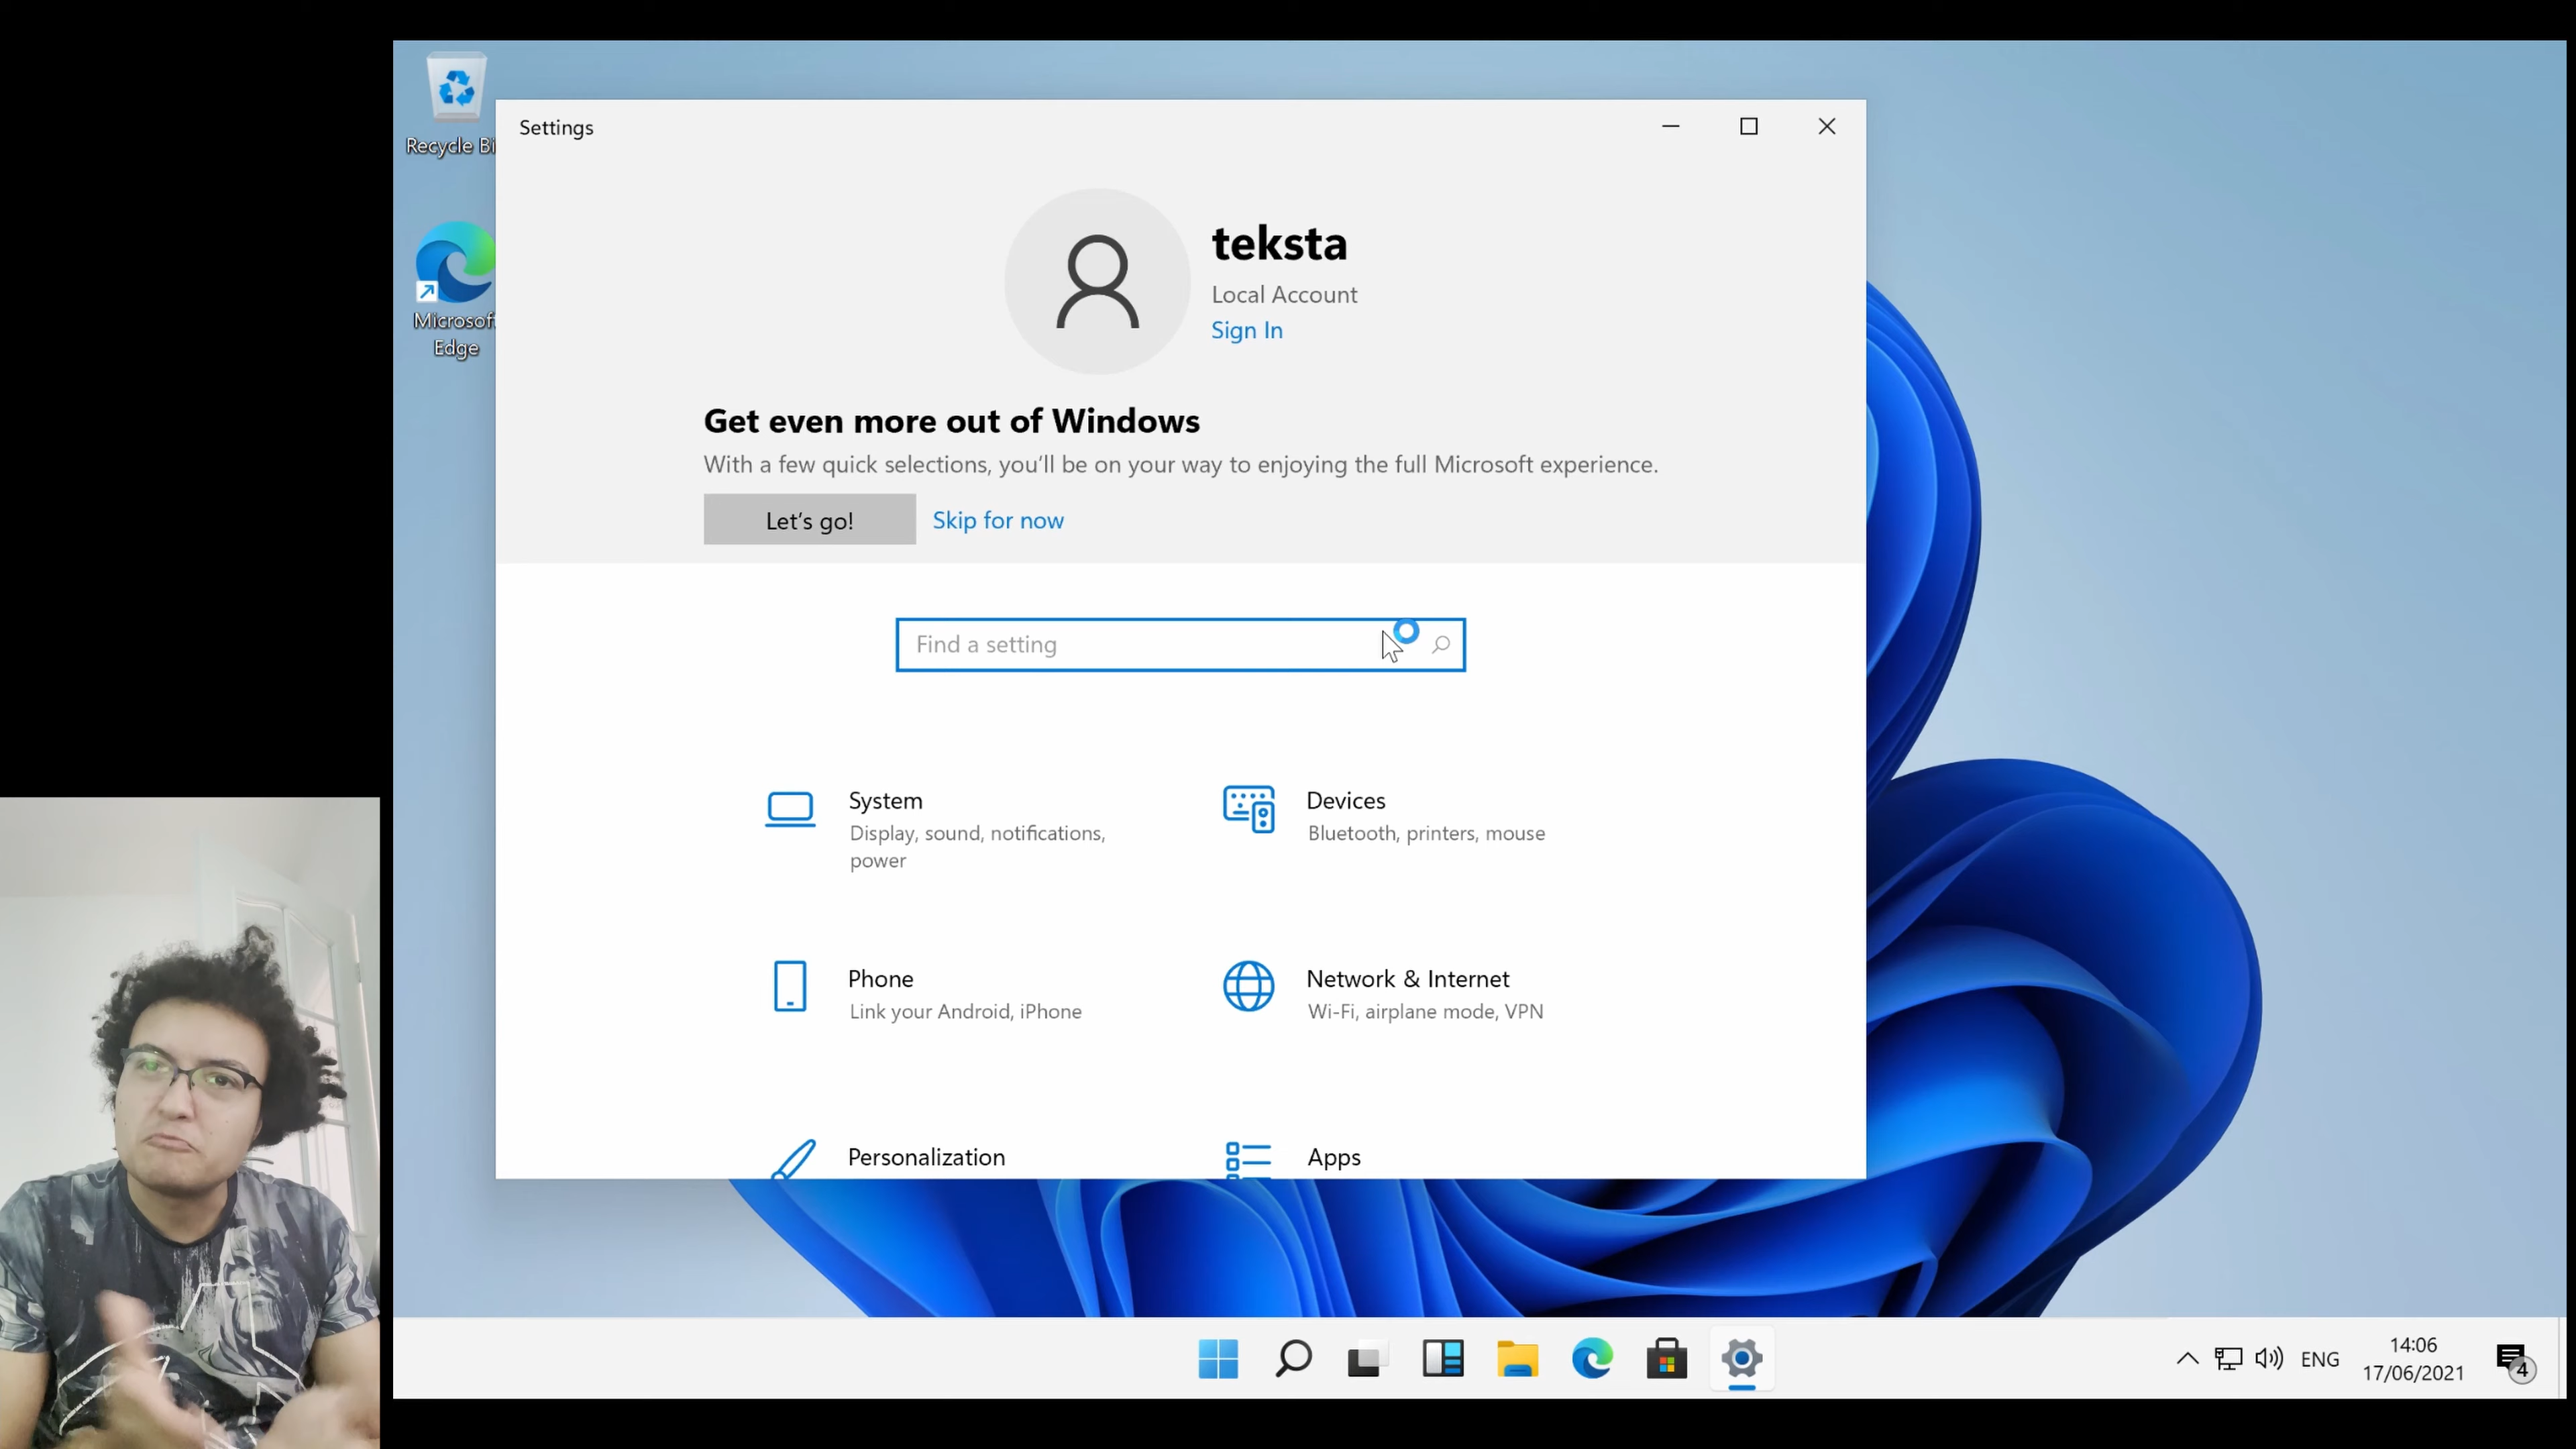 Recycle Bi
Microsof
Edge
Settings
teksta
Local Account
Sign In
Get even more out of Windows
With a few quick selections, you'll be on your way to enjoying the full Microsoft experience.
Let's go!
Skip for now
Find a setting
System
Display, sound, notifications,
power
Devices
Bluetooth, printers, mouse
Phone
Link your Android, iPhone
Network & Internet
Wi-Fi, airplane mode, VPN
Personalization
Apps
ENG
14:06
17/06/2021
4